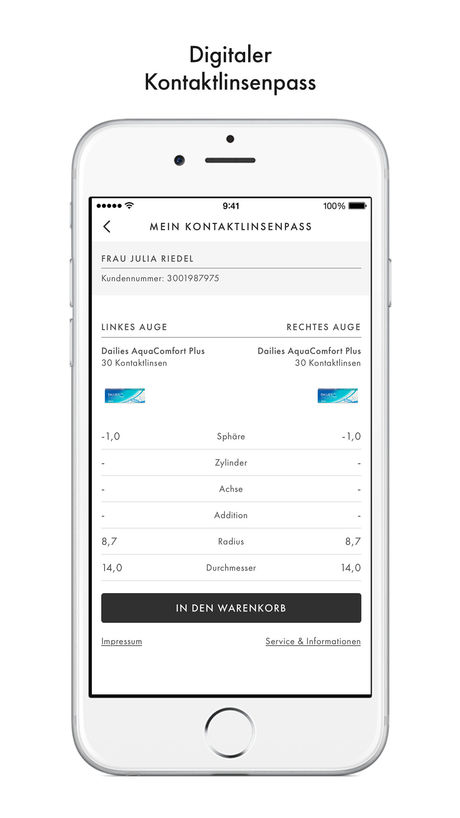 Digitaler
Kontaktlinsenpass
9:41
100%
MEIN KONTAKTLINSENPASS
FRAU JULIA RIEDEL
Kundennummer: 3001987975
LINKES AUGE RECHTES AUGE
Dailies AquaComfort Plus Dailies AquaComfort Plus
30 Kontaktlinsen 30 Kontaktlinsen
DAILIES DAILIES
-1,0 Sphäre -1,0
- Zylinder -
- Achse -
- Addition -
8,7 Radius 8,7
14,0 Durchmesser 14,0
IN DEN WARENKORB
Impressum Service & Informationen